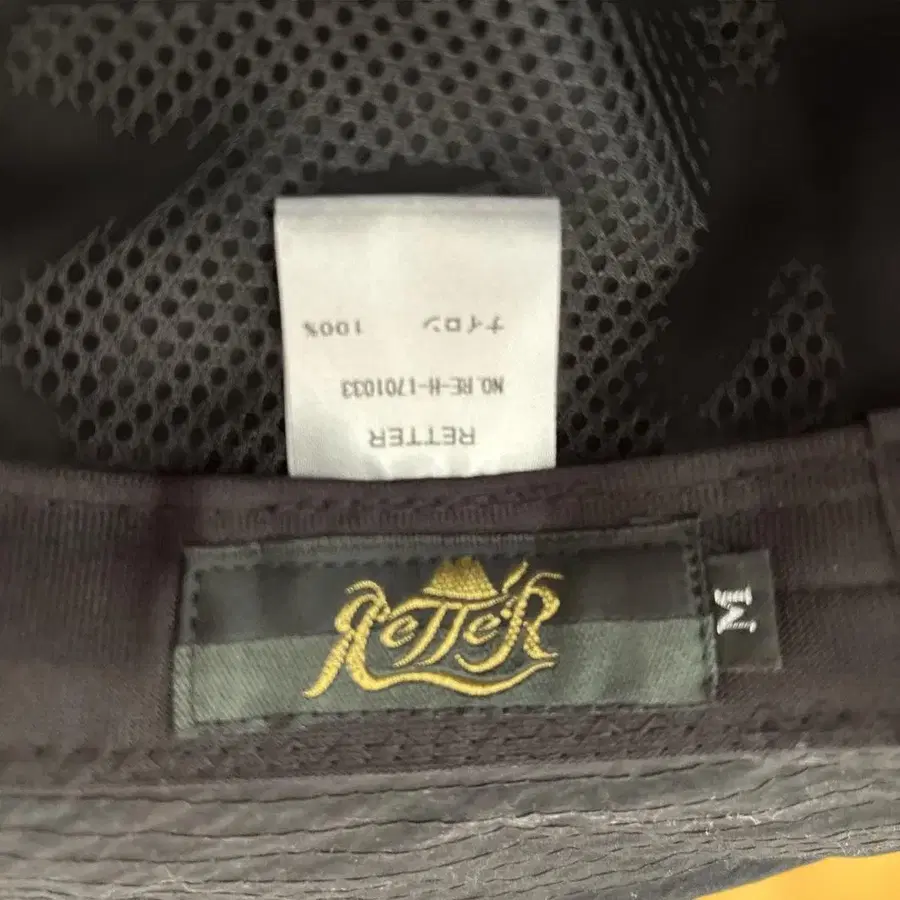 RETTER
NO.RE-H-1701033
ナイロン 100%
ReTTeR
M